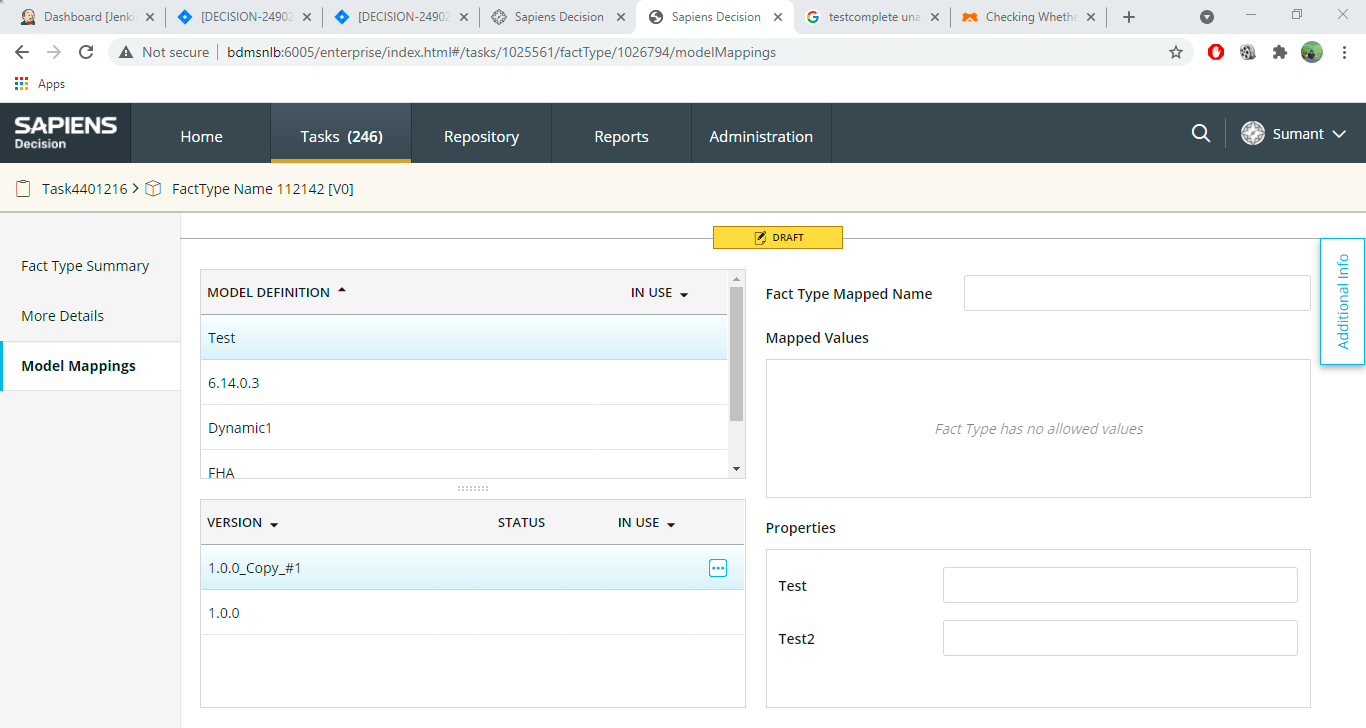 Dashboard [Jenki
[DECISION-24902
[DECISION-24902
Sapiens Decision
Sapiens Decision
testcomplete una
Checking Whethe
Not secure
bdmsnlb:6005/enterprise/index.html#/tasks/1025561/factType/1026794/modelMappings
Apps
SAPIENS
Decision
Home
Tasks (246)
Repository
Reports
Administration
Sumant
Task4401216
FactType Name 112142 [V0]
DRAFT
Fact Type Summary
More Details
Model Mappings
MODEL DEFINITION
IN USE
Test
6.14.0.3
Dynamic1
FHA
VERSION
STATUS
IN USE
1.0.0_Copy_#1
1.0.0
Fact Type Mapped Name
Mapped Values
Fact Type has no allowed values
Properties
Test
Test2
Additional Info